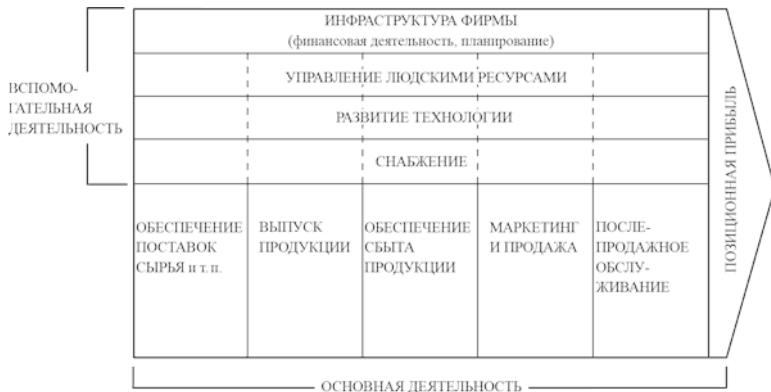 ИНФРАСТРУКТУРА ФИРМЫ
(финансовая деятельность, планирование)
УПРАВЛЕНИЕ ЛЮДСКИМИ РЕСУРСАМИ
РАЗВИТИЕ ТЕХНОЛОГИИ
СНАБЖЕНИЕ
ВСПОМО-
ГАТЕЛЬНАЯ
ДЕЯТЕЛЬНОСТЬ
ОБЕСПЕЧЕНИЕ
ПОСТАВОК
СЫРЬЯ и т.п.
ВЫПУСК
ПРОДУКЦИИ
ОБЕСПЕЧЕНИЕ
СБЫТА
ПРОДУКЦИИ
МАРКЕТИНГ
И ПРОДАЖА
ПОСЛЕ-
ПРОДАЖНОЕ
ОБСЛУ-
ЖИВАНИЕ
ПОЗИЦИОННАЯ ПРИБЫЛЬ
ОСНОВНАЯ ДЕЯТЕЛЬНОСТЬ